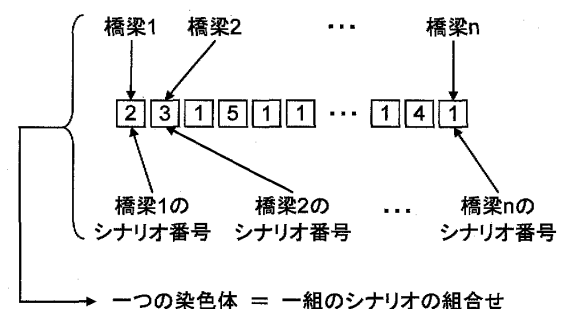 橋梁1 橋梁2 ··· 橋梁n
2 3 1 5 1 1 ··· 1 4 1
橋梁1の 橋梁2の ··· 橋梁nの
シナリオ番号 シナリオ番号 シナリオ番号
一つの染色体 = 一組のシナリオの組合せ